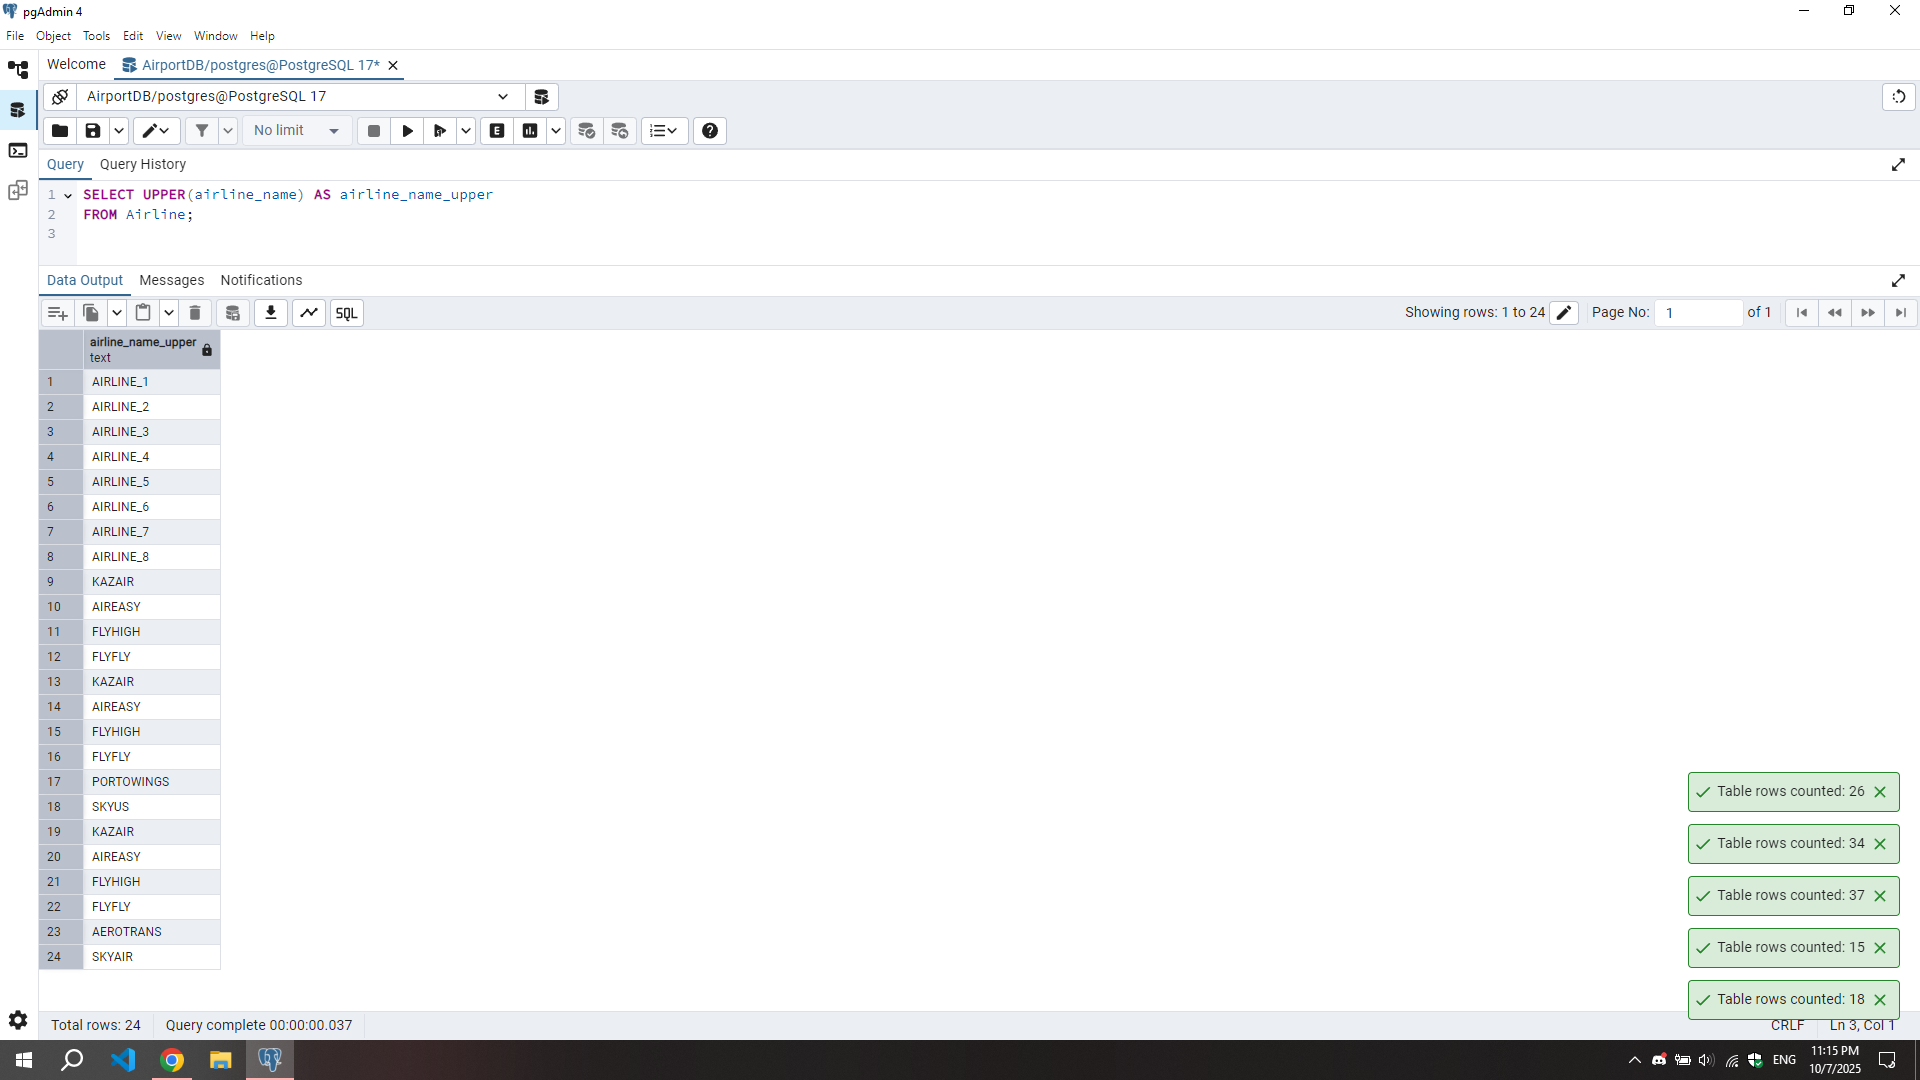 pgAdmin 4
File Object Tools Edit View Window Help
Welcome AirportDB/postgres@PostgreSQL 17*
AirportDB/postgres@PostgreSQL 17
No limit E
Query Query History
1 SELECT UPPER(airline_name) AS airline_name_upper
2 FROM Airline;
3
Data Output Messages Notifications
SQL Showing rows: 1 to 24 Page No: 1 of 1
airline_name_upper
text
1 AIRLINE_1
2 AIRLINE_2
3 AIRLINE_3
4 AIRLINE_4
5 AIRLINE_5
6 AIRLINE_6
7 AIRLINE_7
8 AIRLINE_8
9 KAZAIR
10 AIREASY
11 FLYHIGH
12 FLYFLY
13 KAZAIR
14 AIREASY
15 FLYHIGH
16 FLYFLY
17 PORTOWINGS
18 SKYUS
19 KAZAIR
20 AIREASY
21 FLYHIGH
22 FLYFLY
23 AEROTRANS
24 SKYAIR
Table rows counted: 26
Table rows counted: 34
Table rows counted: 37
Table rows counted: 15
Table rows counted: 18
Total rows: 24 Query complete 00:00:00.037 CRLF Ln 3, Col 1
ENG 11:15 PM
10/7/2025